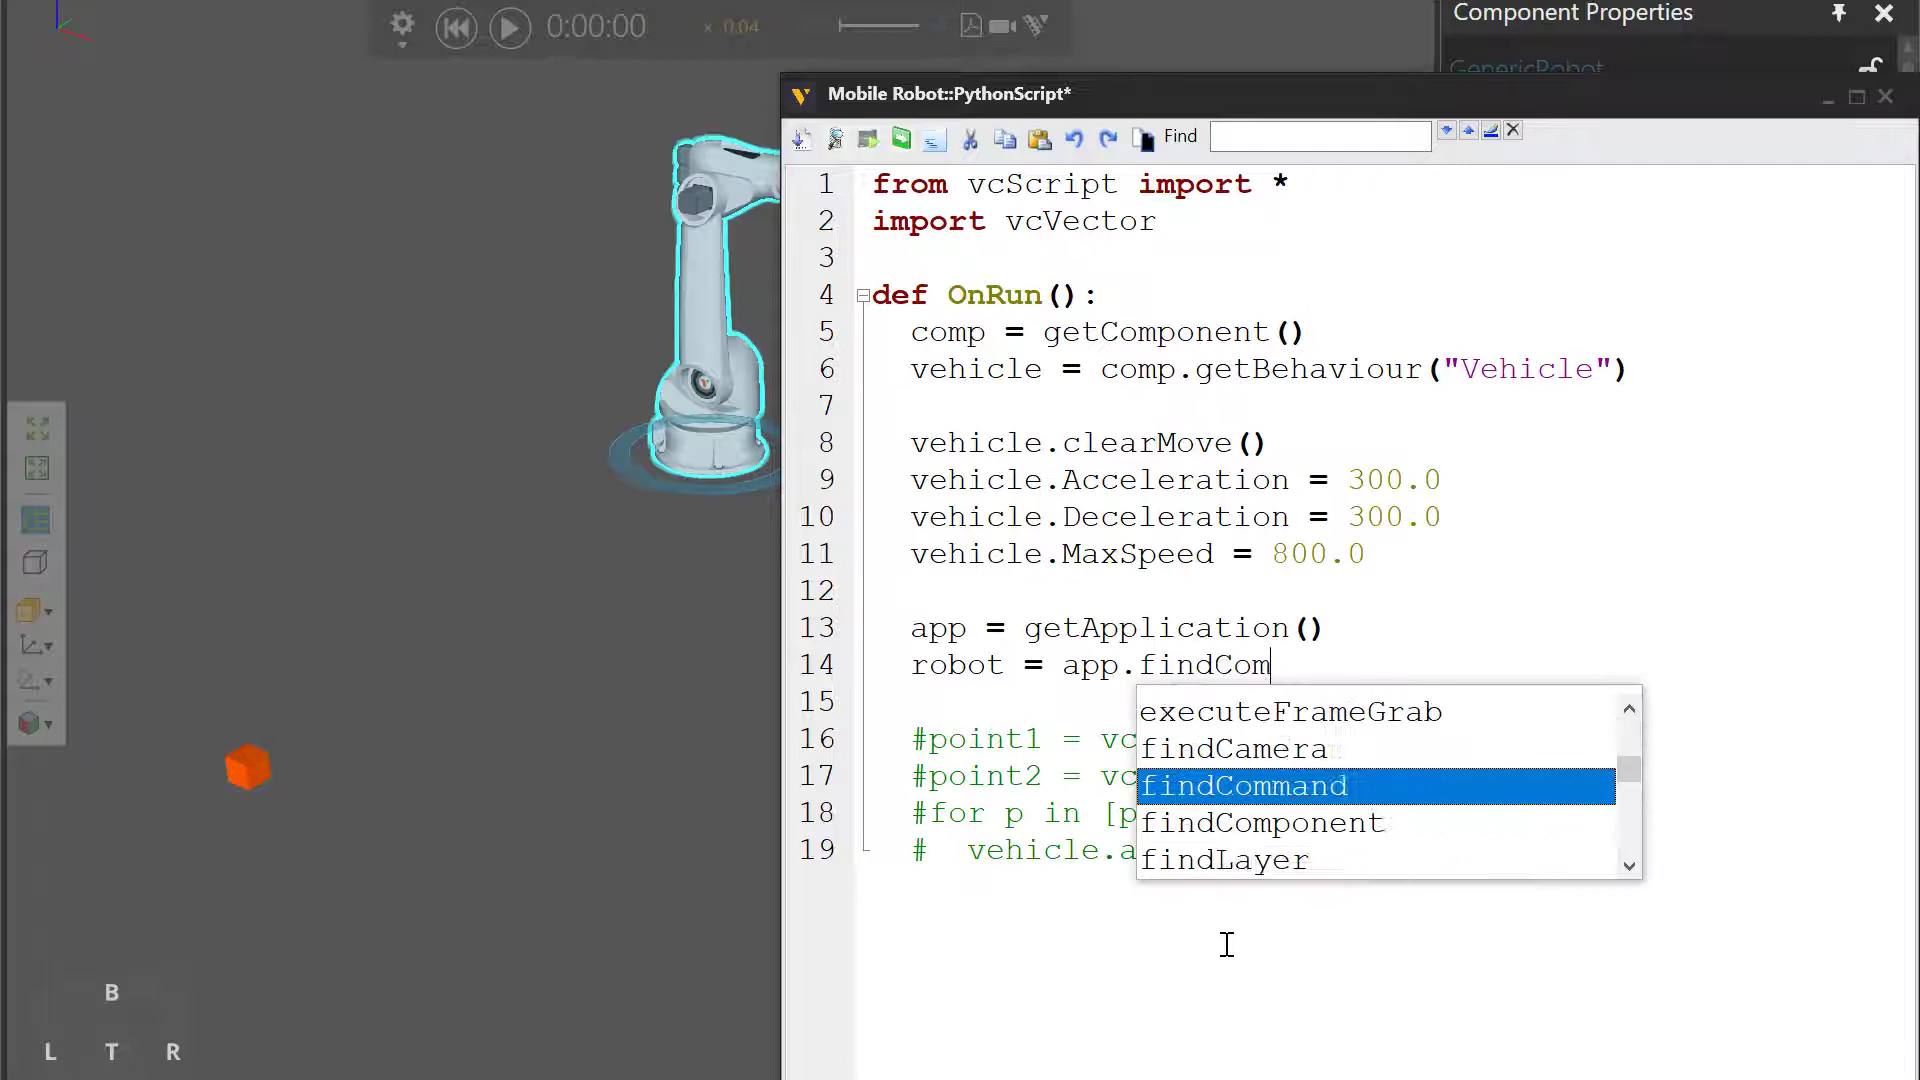 0:00:00
× 0.04
Component Properties
GenericRobot
Mobile Robot::PythonScript*
Find
1 from vcScript import *
2 import vcVector
3
4 def OnRun():
5 comp = getComponent()
6 vehicle = comp.getBehaviour("Vehicle")
7
8 vehicle.clearMove()
9 vehicle.Acceleration = 300.0
10 vehicle.Deceleration = 300.0
11 vehicle.MaxSpeed = 800.0
12
13 app = getApplication()
14 robot = app.findCom
15
16 #point1 = vc
17 #point2 = vc
18 #for p in [p
19 # vehicle.a
executeFrameGrab
findCamera
findCommand
findComponent
findLayer
B
L T R